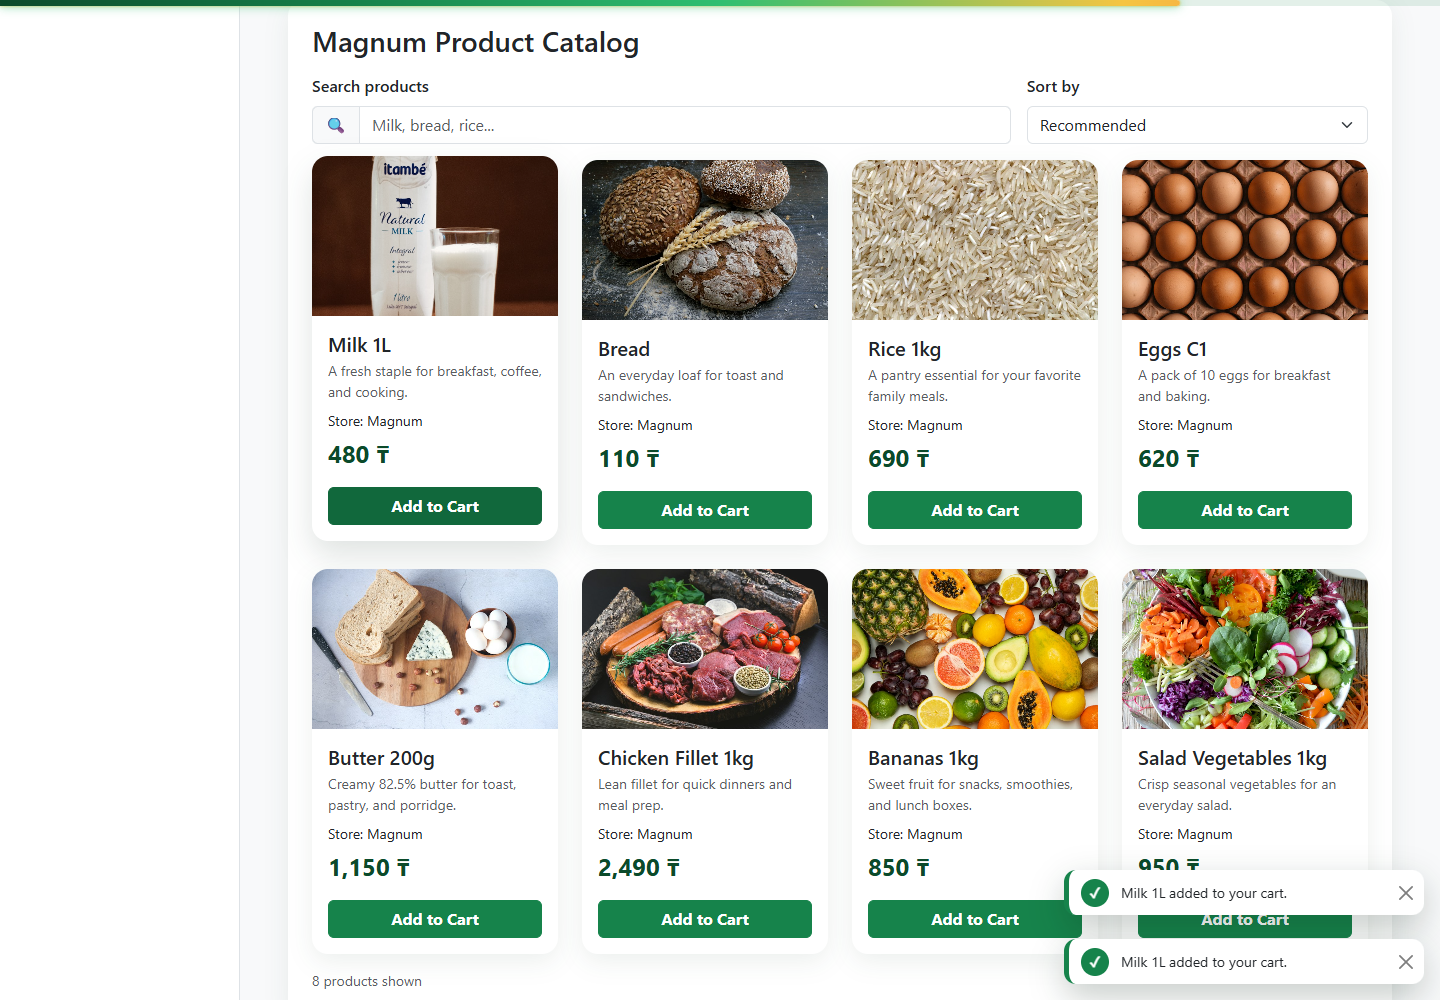 Magnum Product Catalog
Search products
Sort by
Milk, bread, rice...
Recommended
itambé
Natural
MILK
Integral
1 litro
Milk 1L
A fresh staple for breakfast, coffee,
and cooking.
Store: Magnum
480 ₸
Add to Cart
Bread
An everyday loaf for toast and
sandwiches.
Store: Magnum
110 ₸
Add to Cart
Rice 1kg
A pantry essential for your favorite
family meals.
Store: Magnum
690 ₸
Add to Cart
Eggs C1
A pack of 10 eggs for breakfast
and baking.
Store: Magnum
620 ₸
Add to Cart
Butter 200g
Creamy 82.5% butter for toast,
pastry, and porridge.
Store: Magnum
1,150 ₸
Add to Cart
Chicken Fillet 1kg
Lean fillet for quick dinners and
meal prep.
Store: Magnum
2,490 ₸
Add to Cart
Bananas 1kg
Sweet fruit for snacks, smoothies,
and lunch boxes.
Store: Magnum
850 ₸
Add to Cart
Salad Vegetables 1kg
Crisp seasonal vegetables for an
everyday salad.
Store: Magnum
950 ₸
Add to Cart
Milk 1L added to your cart.
Milk 1L added to your cart.
8 products shown